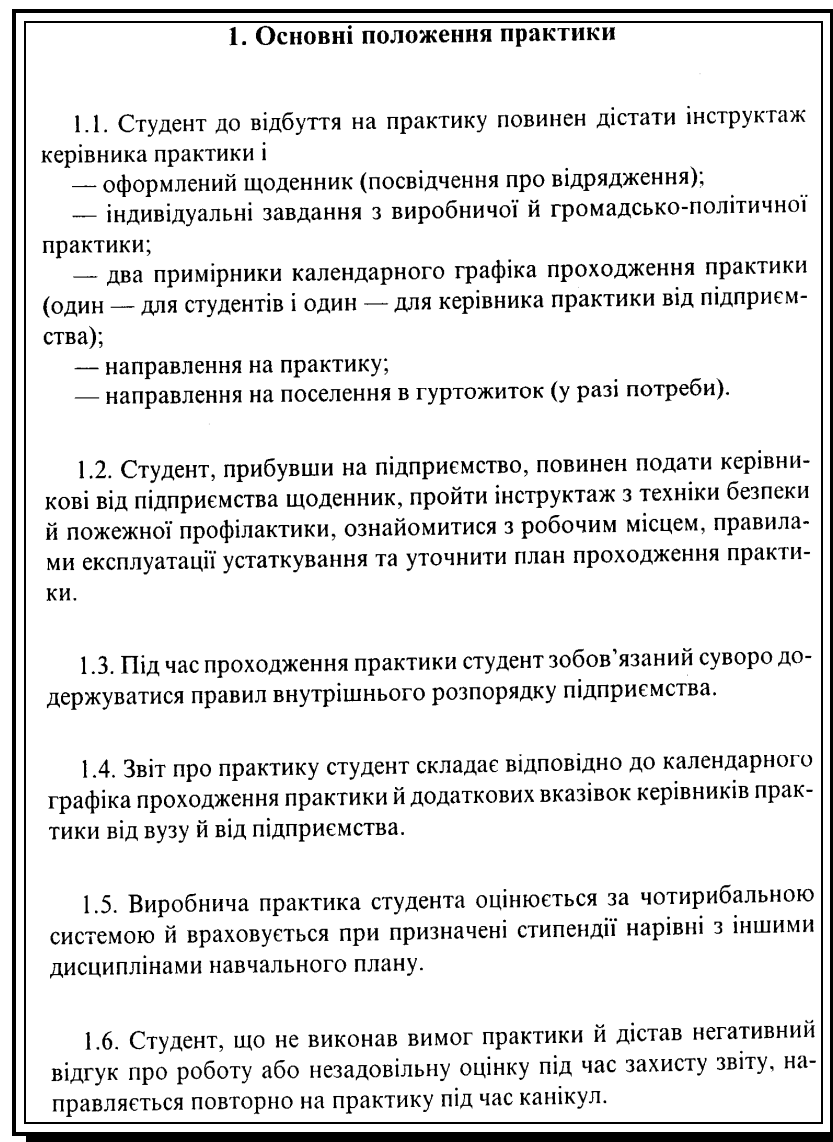 1. Основні положення практики
1.1. Студент до відбуття на практику повинен дістати інструктаж
керівника практики і
— оформлений щоденник (посвідчення про відрядження);
— індивідуальні завдання з виробничої й громадсько-політичної
практики;
— два примірники календарного графіка проходження практики
(один — для студентів і один — для керівника практики від підприєм-
ства);
— направлення на практику;
— направлення на поселення в гуртожиток (у разі потреби).
1.2. Студент, прибувши на підприємство, повинен подати керівни-
кові від підприємства щоденник, пройти інструктаж з техніки безпеки
й пожежної профілактики, ознайомитися з робочим місцем, правила-
ми експлуатації устаткування та уточнити план проходження практи-
ки.
1.3. Під час проходження практики студент зобов’язаний суворо до-
держуватися правил внутрішнього розпорядку підприємства.
1.4. Звіт про практику студент складає відповідно до календарного
графіка проходження практики й додаткових вказівок керівників прак-
тики від вузу й від підприємства.
1.5. Виробнича практика студента оцінюється за чотирибальною
системою й враховується при призначені стипендії нарівні з іншими
дисциплінами навчального плану.
1.6. Студент, що не виконав вимог практики й дістав негативний
відгук про роботу або незадовільну оцінку під час захисту звіту, на-
правляється повторно на практику під час канікул.